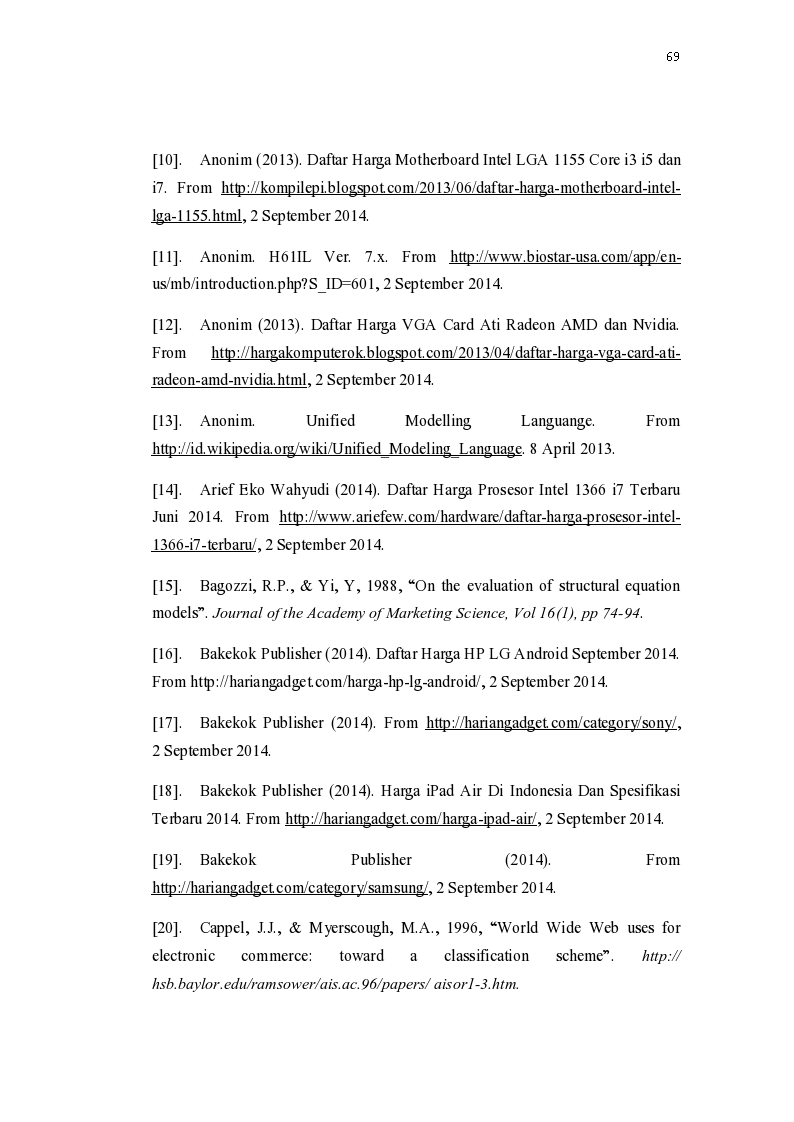 69
[10]. Anonim (2013). Daftar Harga Motherboard Intel LGA 1155 Core i3 i5 dan
i7. From http://kompilepi.blogspot.com/2013/06/daftar-harga-motherboard-intel-
lga-1155.html, 2 September 2014.
[11]. Anonim. H61IL Ver. 7.x. From http://www.biostar-usa.com/app/en-
us/mb/introduction.php?S_ID=601, 2 September 2014.
[12]. Anonim (2013). Daftar Harga VGA Card Ati Radeon AMD dan Nvidia.
From http://hargakomputerok.blogspot.com/2013/04/daftar-harga-vga-card-ati-
radeon-amd-nvidia.html, 2 September 2014.
[13]. Anonim. Unified Modelling Languange. From
http://id.wikipedia.org/wiki/Unified_Modeling_Language. 8 April 2013.
[14]. Arief Eko Wahyudi (2014). Daftar Harga Prosesor Intel 1366 i7 Terbaru
Juni 2014. From http://www.ariefew.com/hardware/daftar-harga-prosesor-intel-
1366-i7-terbaru/, 2 September 2014.
[15]. Bagozzi, R.P., & Yi, Y, 1988, “On the evaluation of structural equation
models”. Journal of the Academy of Marketing Science, Vol 16(1), pp 74-94.
[16]. Bakekok Publisher (2014). Daftar Harga HP LG Android September 2014.
From http://hariangadget.com/harga-hp-lg-android/, 2 September 2014.
[17]. Bakekok Publisher (2014). From http://hariangadget.com/category/sony/,
2 September 2014.
[18]. Bakekok Publisher (2014). Harga iPad Air Di Indonesia Dan Spesifikasi
Terbaru 2014. From http://hariangadget.com/harga-ipad-air/, 2 September 2014.
[19]. Bakekok Publisher (2014). From
http://hariangadget.com/category/samsung/, 2 September 2014.
[20]. Cappel, J.J., & Myerscough, M.A., 1996, “World Wide Web uses for
electronic commerce: toward a classification scheme”. http://
hsb.baylor.edu/ramsower/ais.ac.96/papers/ aisor1-3.htm.